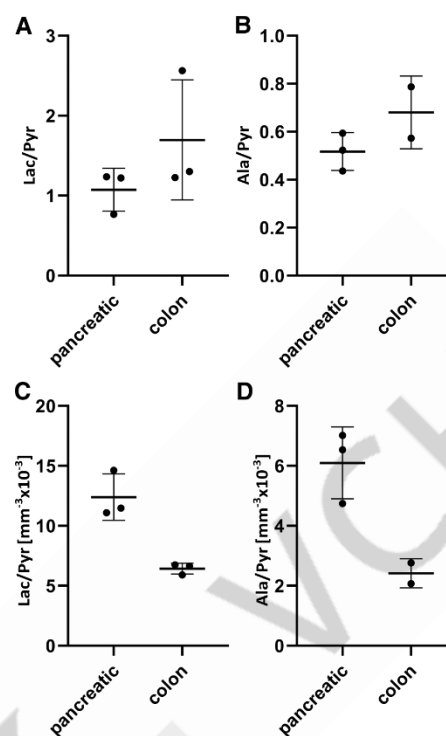 A
B
3
2
1
0
Lac/Pyr
pancreatic
colon
1.0
0.8
0.6
0.4
0.2
0.0
Ala/Pyr
pancreatic
colon
C
D
20
15
10
5
0
Lac/Pyr [mm⁻³x10⁻³]
pancreatic
colon
8
6
4
2
0
Ala/Pyr [mm⁻³x10⁻³]
pancreatic
colon
VCH